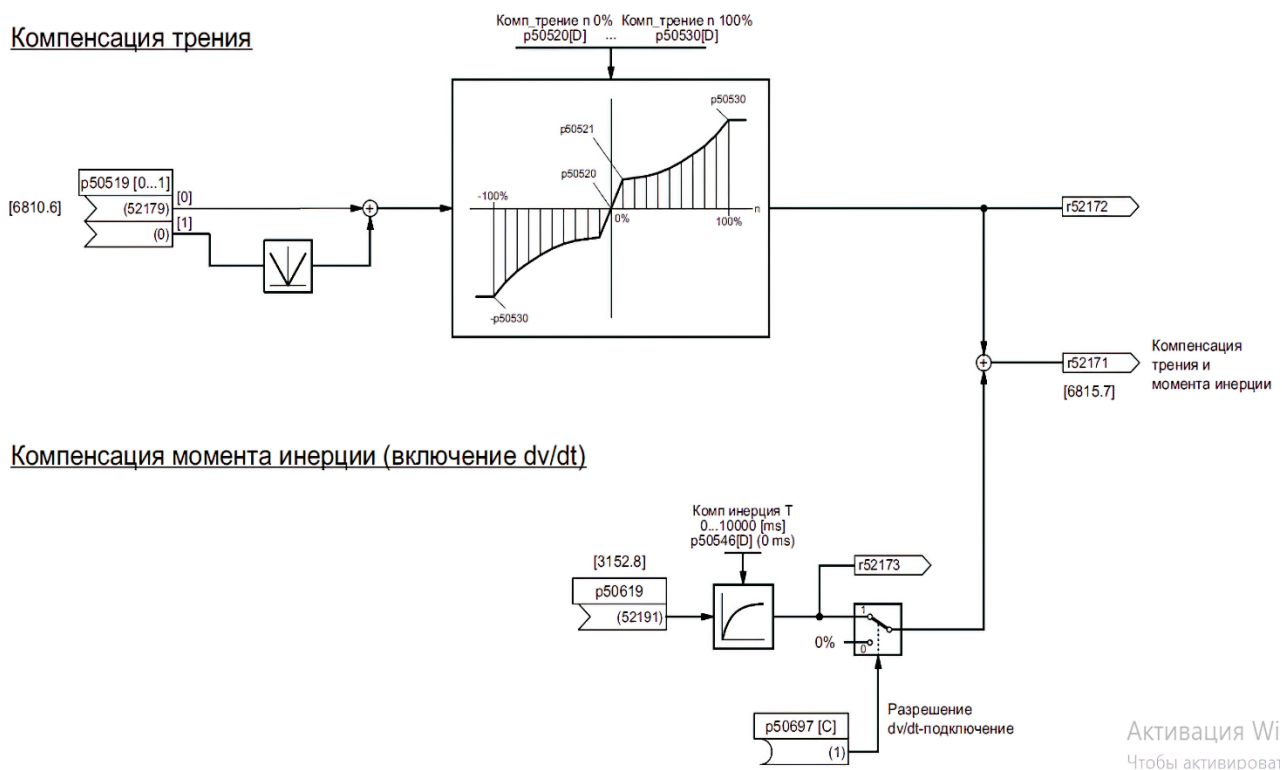 Компенсация трения
Комп_трение n 0% Комп_трение n 100%
p50520[D] ... p50530[D]
p50530
p50521
p50520
-100%
0%
100%
n
-p50530
[6810.6]
p50519 [0...1]
(52179)
[0]
(0)
[1]
r52172
r52171
[6815.7]
Компенсация
трения и
момента инерции
Компенсация момента инерции (включение dv/dt)
Комп инерция T
0...10000 [ms]
p50546[D] (0 ms)
[3152.8]
p50619
(52191)
r52173
1
0%
0
Разрешение
dv/dt-подключение
p50697 [C]
(1)
Активация Wi
Чтобы активироват